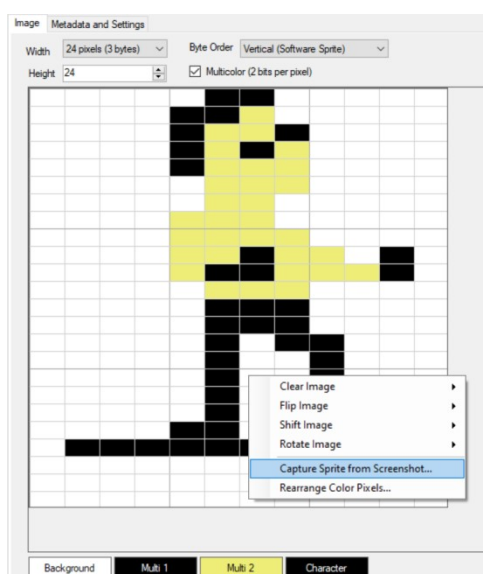 Image Metadata and Settings
Width 24 pixels (3 bytes) Byte Order Vertical (Software Sprite)
Height 24 Multicolor (2 bits per pixel)
Clear Image
Flip Image
Shift Image
Rotate Image
Capture Sprite from Screenshot...
Rearrange Color Pixels...
Background Multi 1 Multi 2 Character